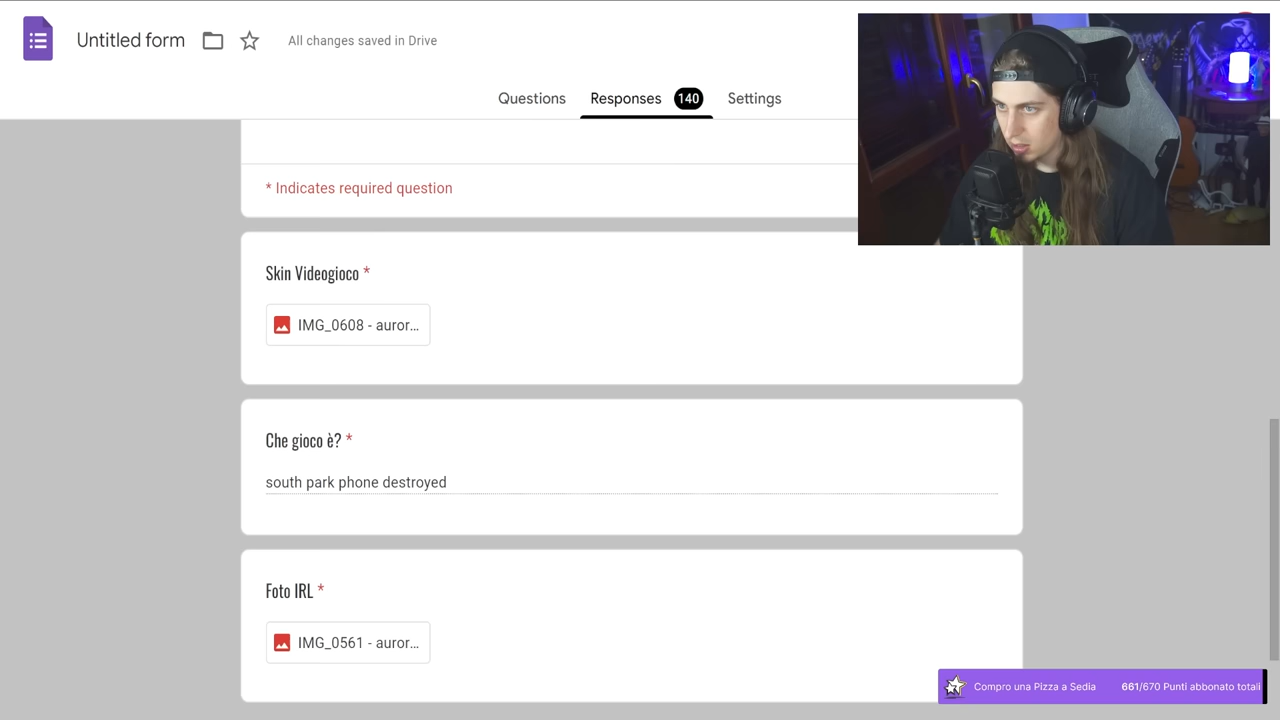 Untitled form
All changes saved in Drive
Questions
Responses
140
Settings
* Indicates required question
Skin Videogioco *
IMG_0608 - auror...
Che gioco è? *
south park phone destroyed
Foto IRL *
IMG_0561 - auror...
Compro una Pizza a Sedia
661/670 Punti abbonato totali